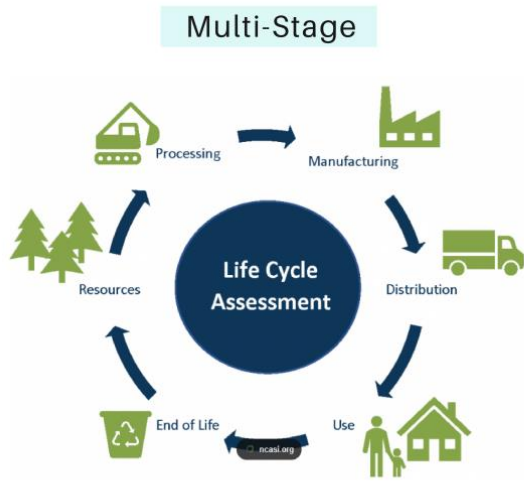 Multi-Stage
Processing
Manufacturing
Life Cycle
Assessment
Resources
Distribution
End of Life
Use
ncasi.org